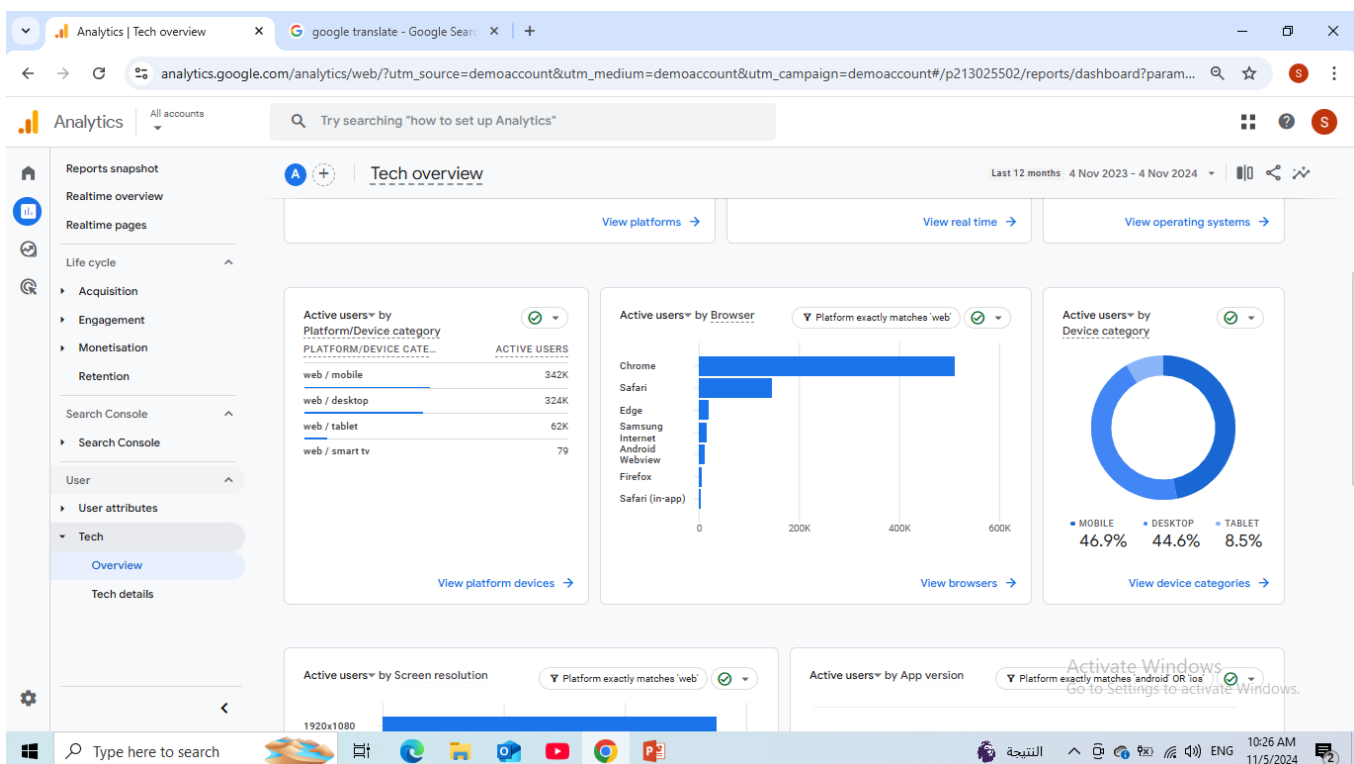 Analytics | Tech overview
google translate - Google Searc
analytics.google.com/analytics/web/?utm_source=demoaccount&utm_medium=demoaccount&utm_campaign=demoaccount#/p213025502/reports/dashboard?param...
S
Analytics
All accounts
Try searching "how to set up Analytics"
S
Reports snapshot
Realtime overview
Realtime pages
Life cycle
Acquisition
Engagement
Monetisation
Retention
Search Console
Search Console
User
User attributes
Tech
Overview
Tech details
A
Tech overview
Last 12 months 4 Nov 2023 - 4 Nov 2024
View platforms
View real time
View operating systems
Active users by
Platform/Device category
PLATFORM/DEVICE CATE... ACTIVE USERS
web / mobile 342K
web / desktop 324K
web / tablet 62K
web / smart tv 79
View platform devices
Active users by Browser
Platform exactly matches 'web'
Chrome
Safari
Edge
Samsung
Internet
Android
Webview
Firefox
Safari (in-app)
0 200K 400K 600K
View browsers
Active users by
Device category
MOBILE DESKTOP TABLET
46.9% 44.6% 8.5%
View device categories
Active users by Screen resolution
Platform exactly matches 'web'
1920x1080
Active users by App version
Platform exactly matches 'android' OR 'ios'
Activate Windows
Go to Settings to activate Windows.
Type here to search
النتيجة
ENG
10:26 AM
11/5/2024
2